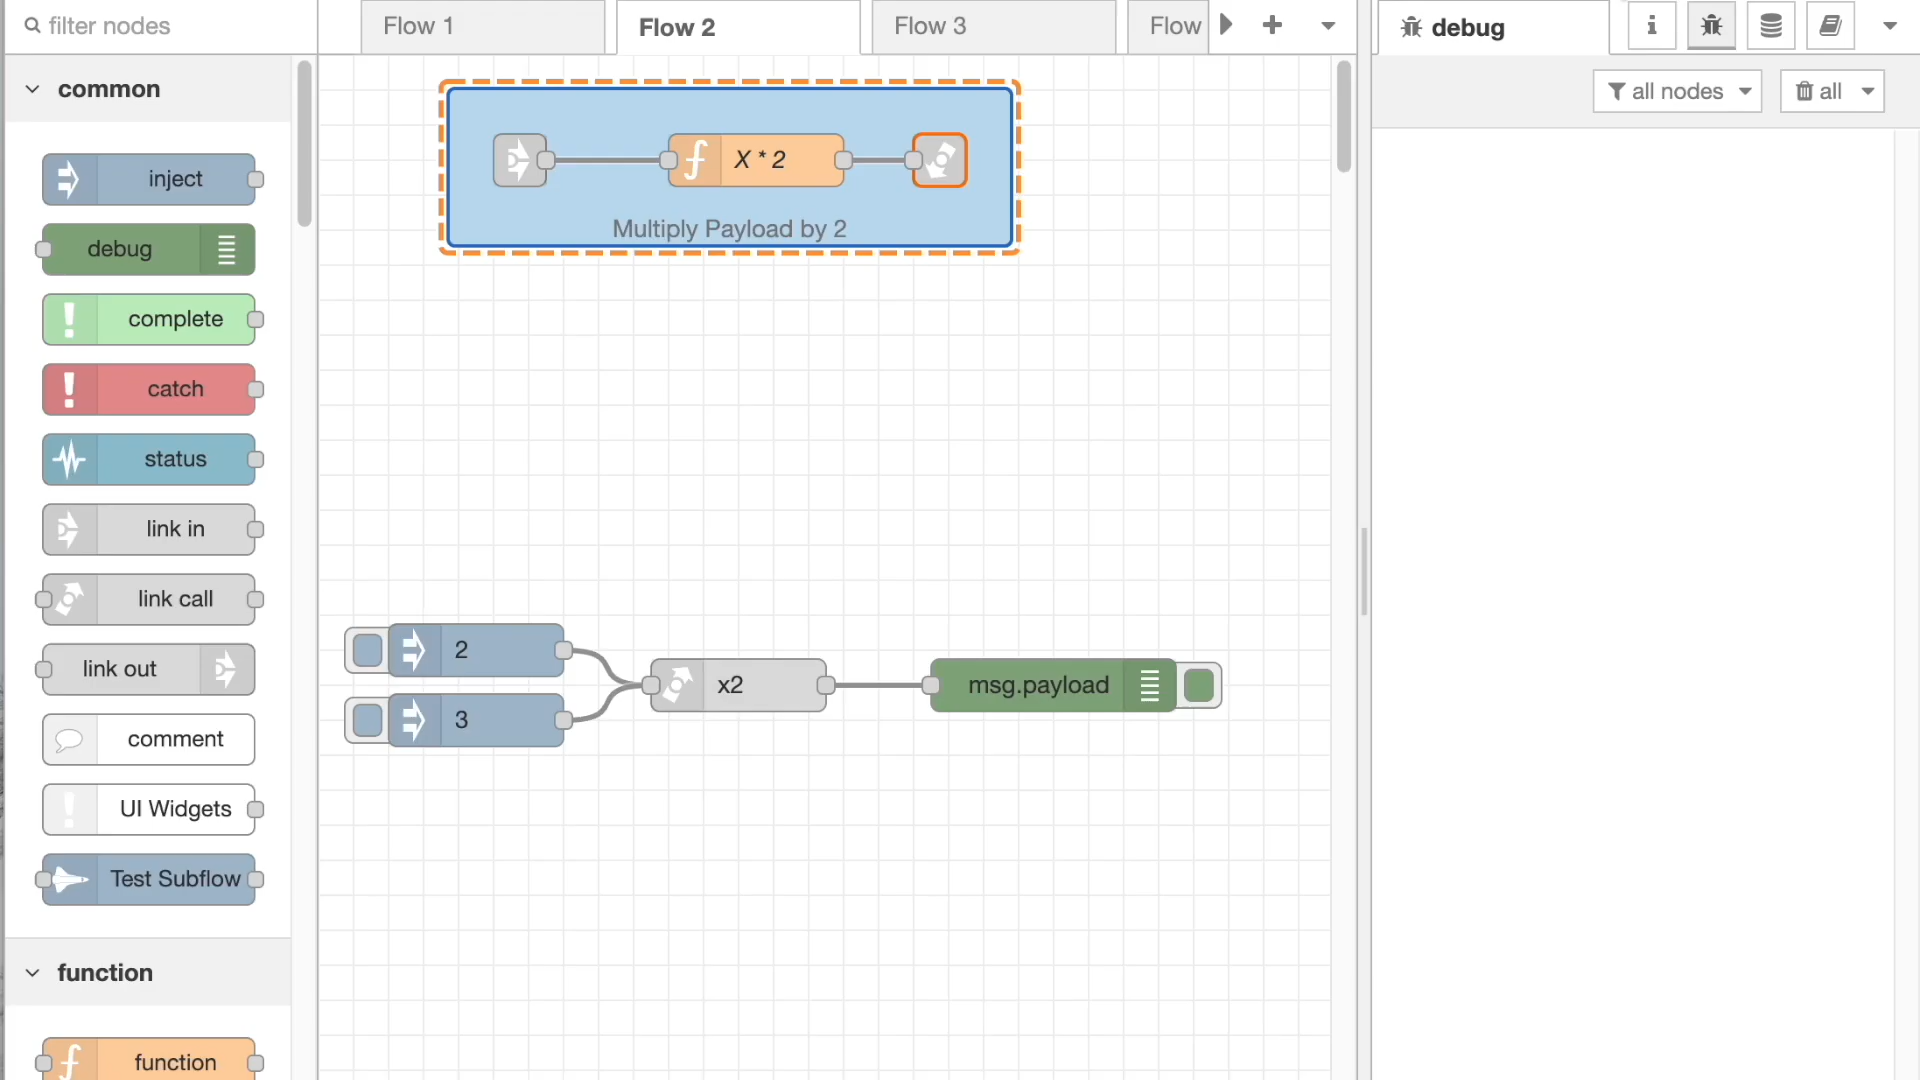 filter nodes
Flow 1
Flow 2
Flow 3
Flow
debug
all nodes
all
common
inject
debug
complete
catch
status
link in
link call
link out
comment
UI Widgets
Test Subflow
function
function
X * 2
Multiply Payload by 2
2
3
x2
msg.payload